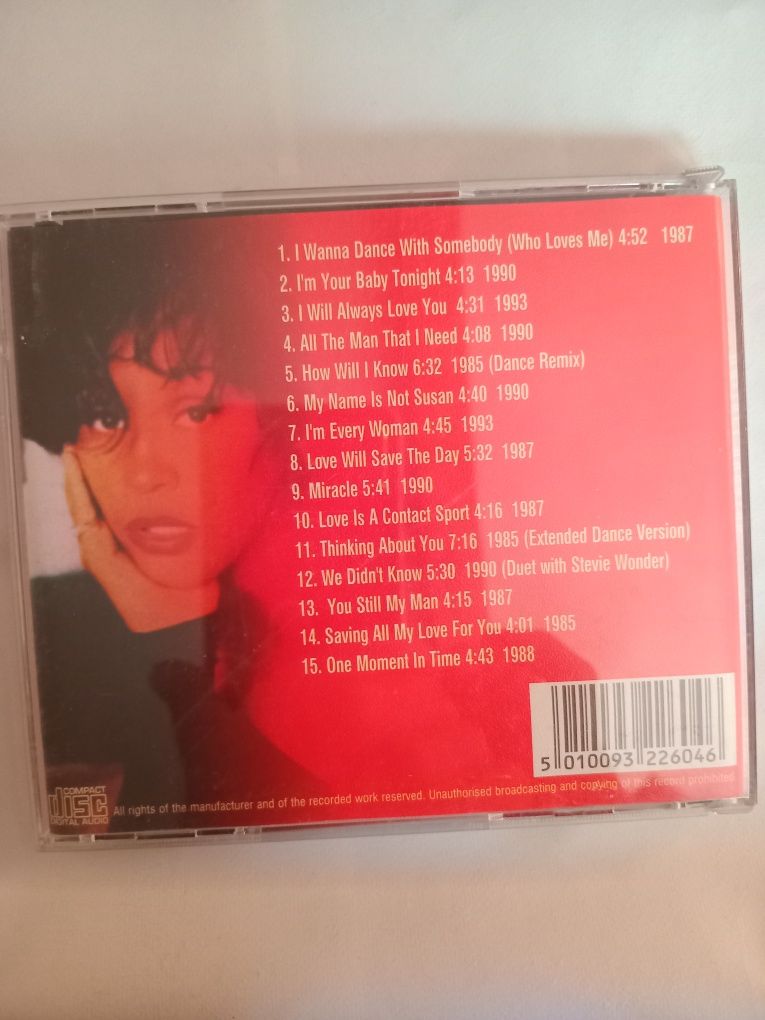 1. I Wanna Dance With Somebody (Who Loves Me) 4:52 1987
2. I'm Your Baby Tonight 4:13 1990
3. I Will Always Love You 4:31 1993
4. All The Man That I Need 4:08 1990
5. How Will I Know 6:32 1985 (Dance Remix)
6. My Name Is Not Susan 4:40 1990
7. I'm Every Woman 4:45 1993
8. Love Will Save The Day 5:32 1987
9. Miracle 5:41 1990
10. Love Is A Contact Sport 4:16 1987
11. Thinking About You 7:16 1985 (Extended Dance Version)
12. We Didn't Know 5:30 1990 (Duet with Stevie Wonder)
13. You Still My Man 4:15 1987
14. Saving All My Love For You 4:01 1985
15. One Moment In Time 4:43 1988
5 010093 226046
COMPACT
disc
DIGITAL AUDIO
All rights of the manufacturer and of the recorded work reserved. Unauthorised broadcasting and copying of this record prohibited